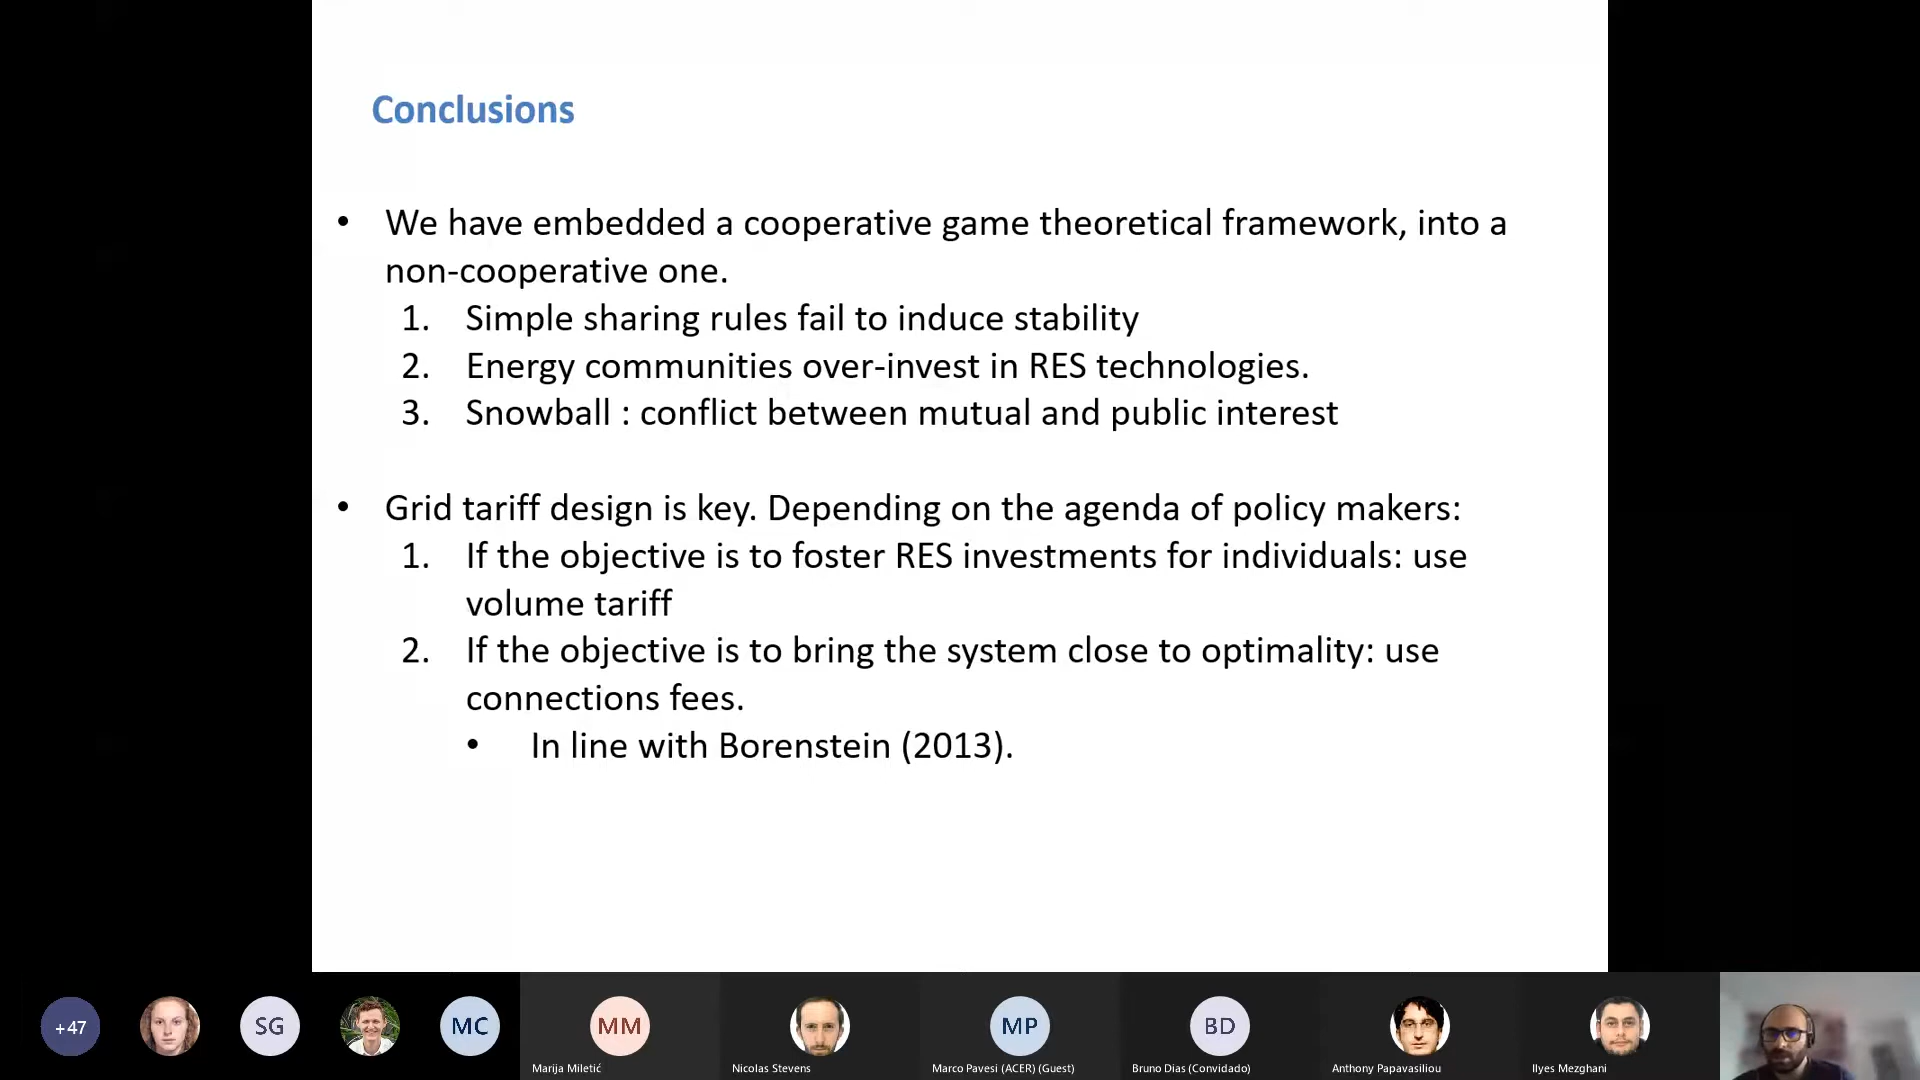 Conclusions
• We have embedded a cooperative game theoretical framework, into a
non-cooperative one.
1. Simple sharing rules fail to induce stability
2. Energy communities over-invest in RES technologies.
3. Snowball : conflict between mutual and public interest
• Grid tariff design is key. Depending on the agenda of policy makers:
1. If the objective is to foster RES investments for individuals: use
volume tariff
2. If the objective is to bring the system close to optimality: use
connections fees.
• In line with Borenstein (2013).
+47
SG
MC
MM
MP
BD
Marija Miletić
Nicolas Stevens
Marco Pavesi (ACER) (Guest)
Bruno Dias (Convidado)
Anthony Papavasiliou
Ilyes Mezghani